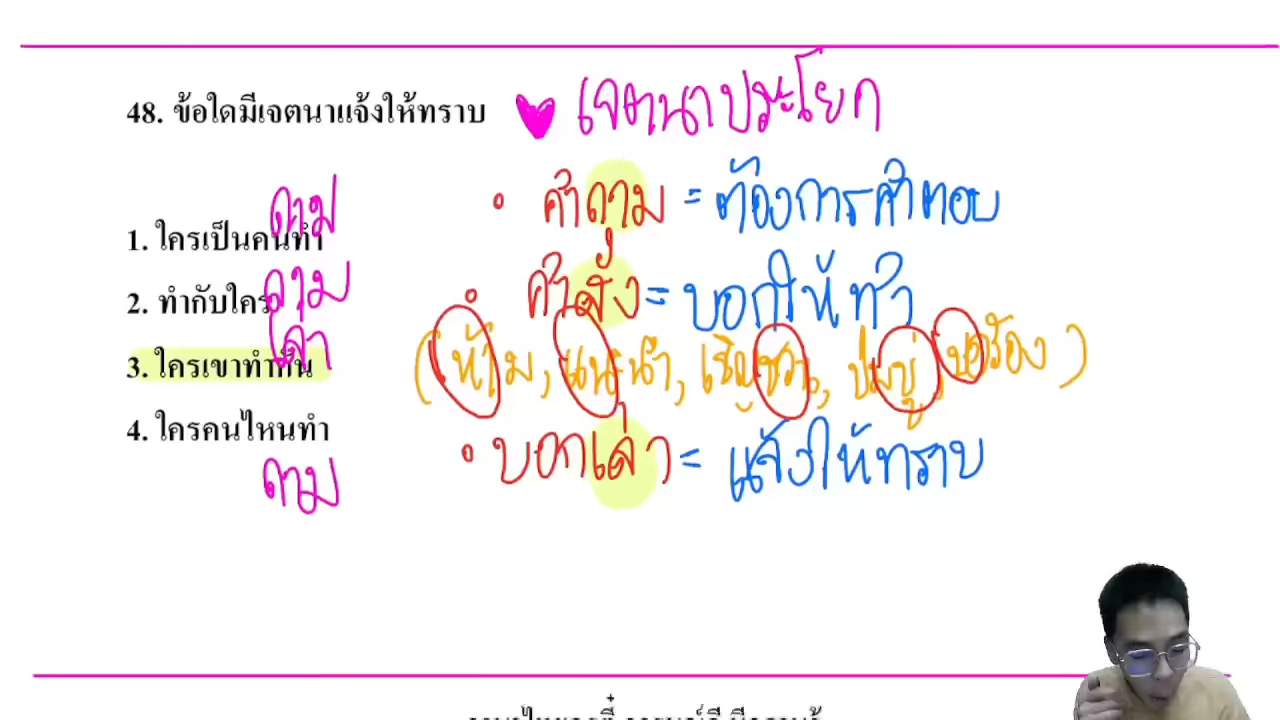 48. ข้อใดมีเจตนาแจ้งให้ทราบ
เจตนาประโยค
• คำถาม = ต้องการคำตอบ
ถาม
1. ใครเป็นคนทำ
ถาม
2. ทำกับใคร
• คำสั่ง = บอกให้ทำ
เล่า
3. ใครเขาทำกัน
(ห้าม, แนะนำ, เชิญชวน, ข่มขู่, ขอร้อง)
4. ใครคนไหนทำ
ถาม
• บอกเล่า = แจ้งให้ทราบ